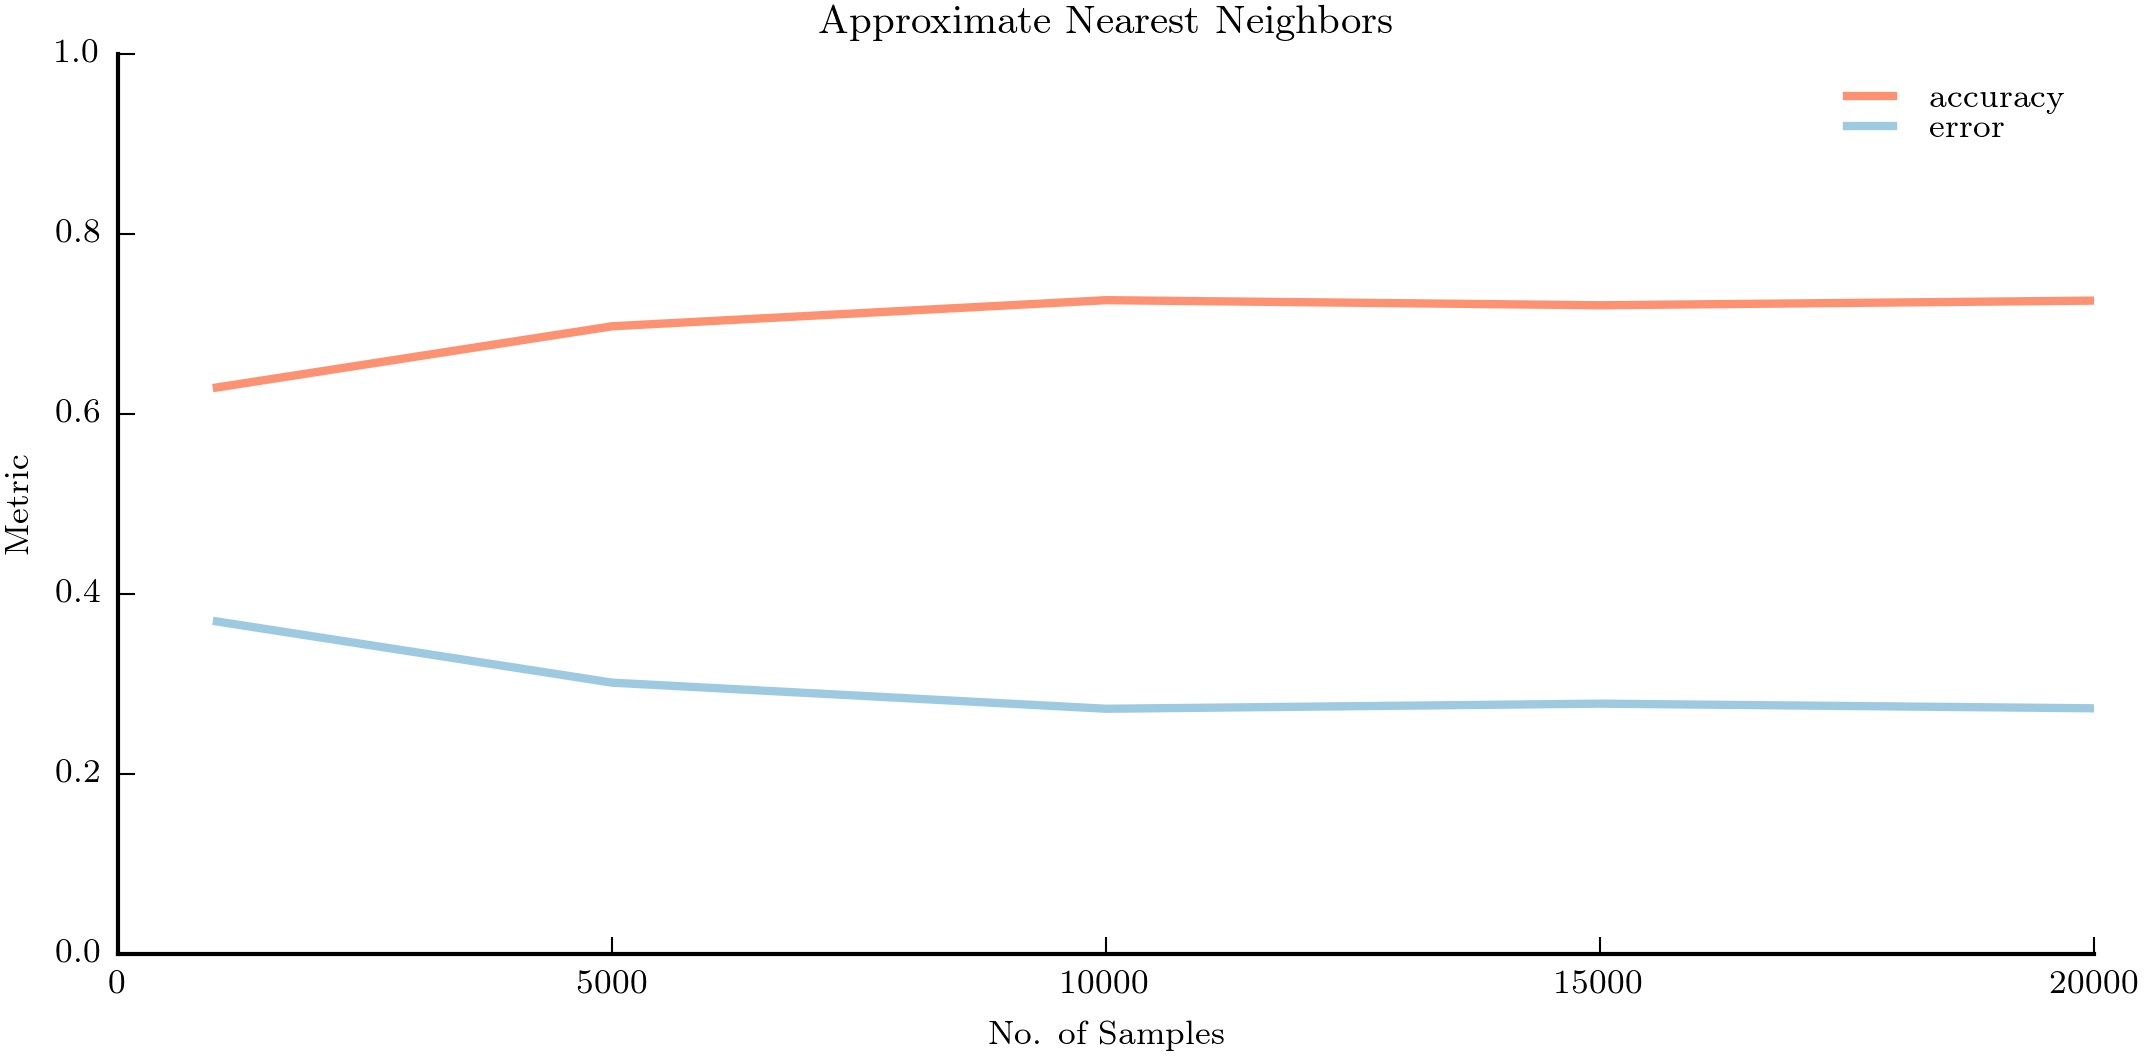 Approximate Nearest Neighbors
1.0
accuracy
error
0.8
0.6
Metric
0.4
0.2
0.0
0 5000 10000 15000 20000
No. of Samples